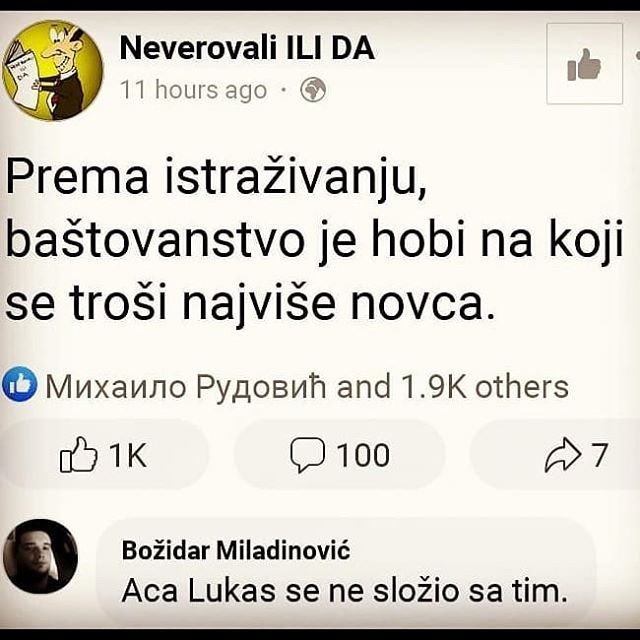 Neverovali ILI DA
11 hours ago ·
Prema istraživanju,
baštovanstvo je hobi na koji
se troši najviše novca.
Михаило Рудовић and 1.9K others
1K
100
7
Božidar Miladinović
Aca Lukas se ne složio sa tim.